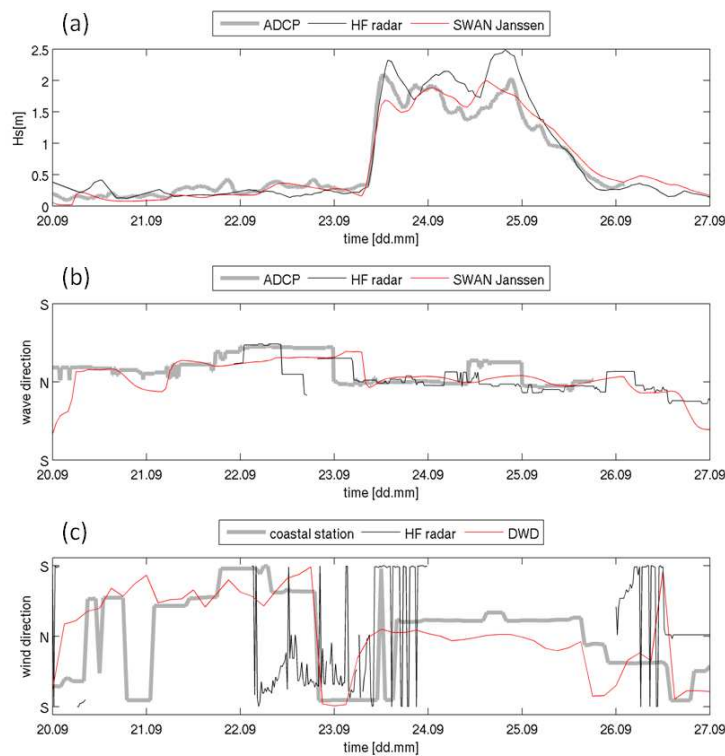 (a)
ADCP HF radar SWAN Janssen
2.5
2
1.5
1
0.5
0
Hs[m]
20.09 21.09 22.09 23.09 24.09 25.09 26.09 27.09
time [dd.mm]
(b)
ADCP HF radar SWAN Janssen
S
N
S
wave direction
20.09 21.09 22.09 23.09 24.09 25.09 26.09 27.09
time [dd.mm]
(c)
coastal station HF radar DWD
S
N
S
wind direction
20.09 21.09 22.09 23.09 24.09 25.09 26.09 27.09
time [dd.mm]